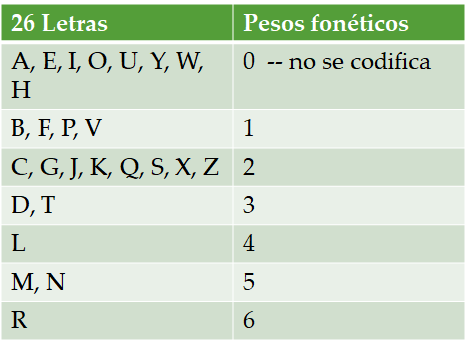 26 Letras Pesos fonéticos
A, E, I, O, U, Y, W, 0 -- no se codifica
H
B, F, P, V 1
C, G, J, K, Q, S, X, Z 2
D, T 3
L 4
M, N 5
R 6